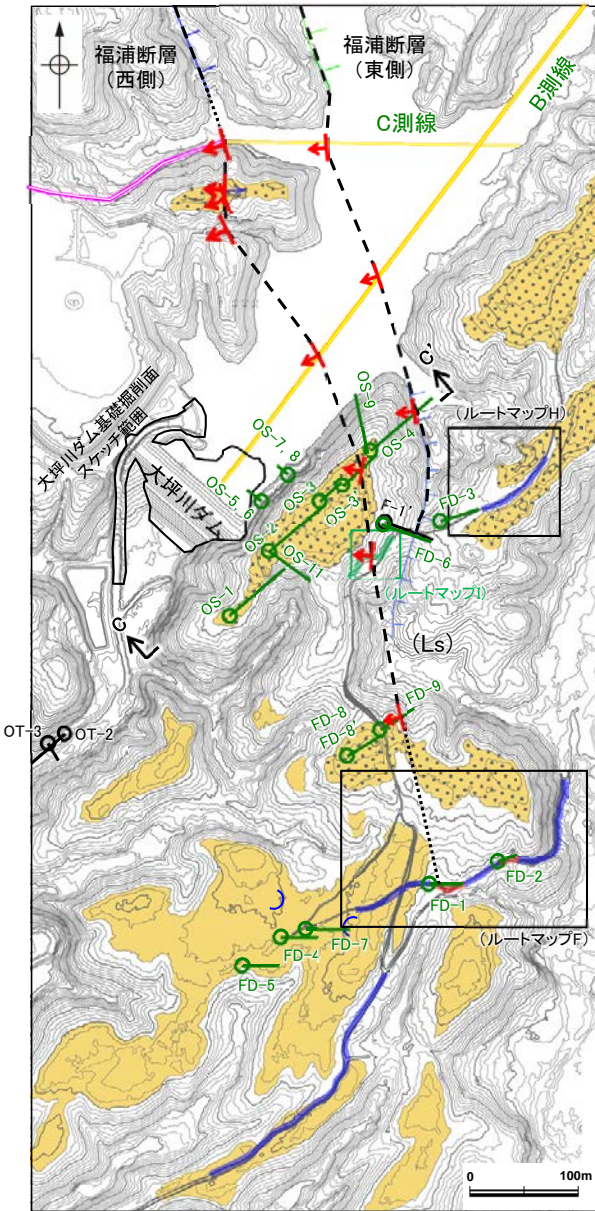 福浦断層
（西側）
福浦断層
（東側）
B測線
C測線
C'
大坪川ダム基礎掘削面
スケッチ範囲
大坪川ダム
OS-9
OS-4
OS-7, 8
OS-5, 6
OS-3
OS-3'
OS-2
OS-11
OS-1
(ルートマップH)
FD-3
F-1'
FD-6
(ルートマップI)
(Ls)
C
OT-3
OT-2
FD-9
FD-8
FD-8'
FD-2
FD-1
(ルートマップF)
FD-7
FD-4
FD-5
0
100m